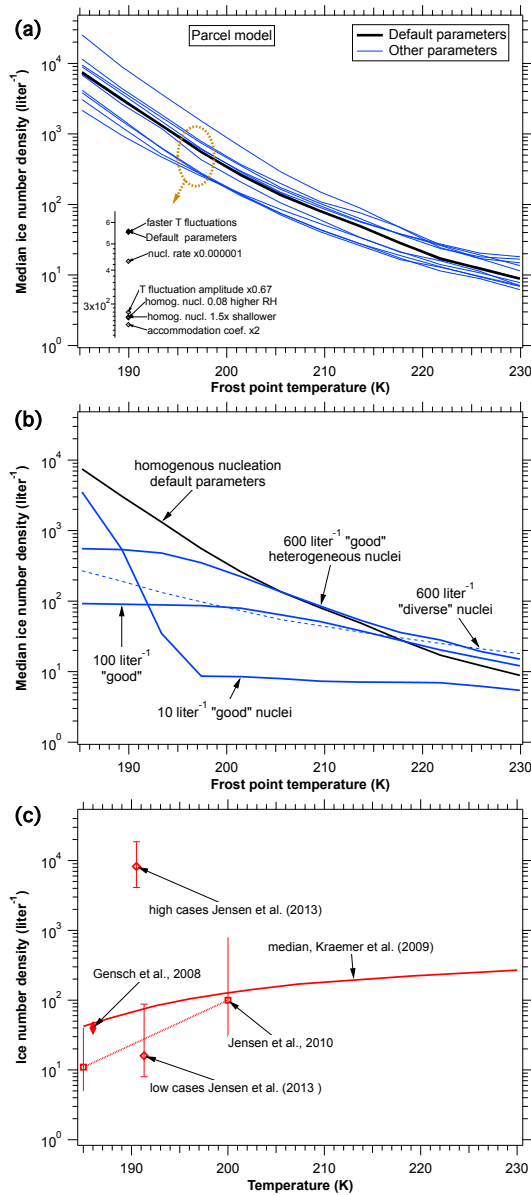 (a)
Parcel model
Default parameters
Other parameters
Median ice number density (liter⁻¹)
10⁴
10³
10²
10¹
10⁰
6
5
4
3x10²
faster T fluctuations
Default parameters
nucl. rate x0.000001
T fluctuation amplitude x0.67
homog. nucl. 0.08 higher RH
homog. nucl. 1.5x shallower
accommodation coef. x2
190 200 210 220 230
Frost point temperature (K)
(b)
Median ice number density (liter⁻¹)
10⁴
10³
10²
10¹
10⁰
homogenous nucleation
default parameters
600 liter⁻¹ "good"
heterogeneous nuclei
600 liter⁻¹
"diverse" nuclei
100 liter⁻¹
"good"
10 liter⁻¹ "good" nuclei
190 200 210 220 230
Frost point temperature (K)
(c)
Ice number density (liter⁻¹)
10⁴
10³
10²
10¹
10⁰
high cases Jensen et al. (2013)
median, Kraemer et al. (2009)
Gensch et al., 2008
Jensen et al., 2010
low cases Jensen et al. (2013 )
190 200 210 220 230
Temperature (K)